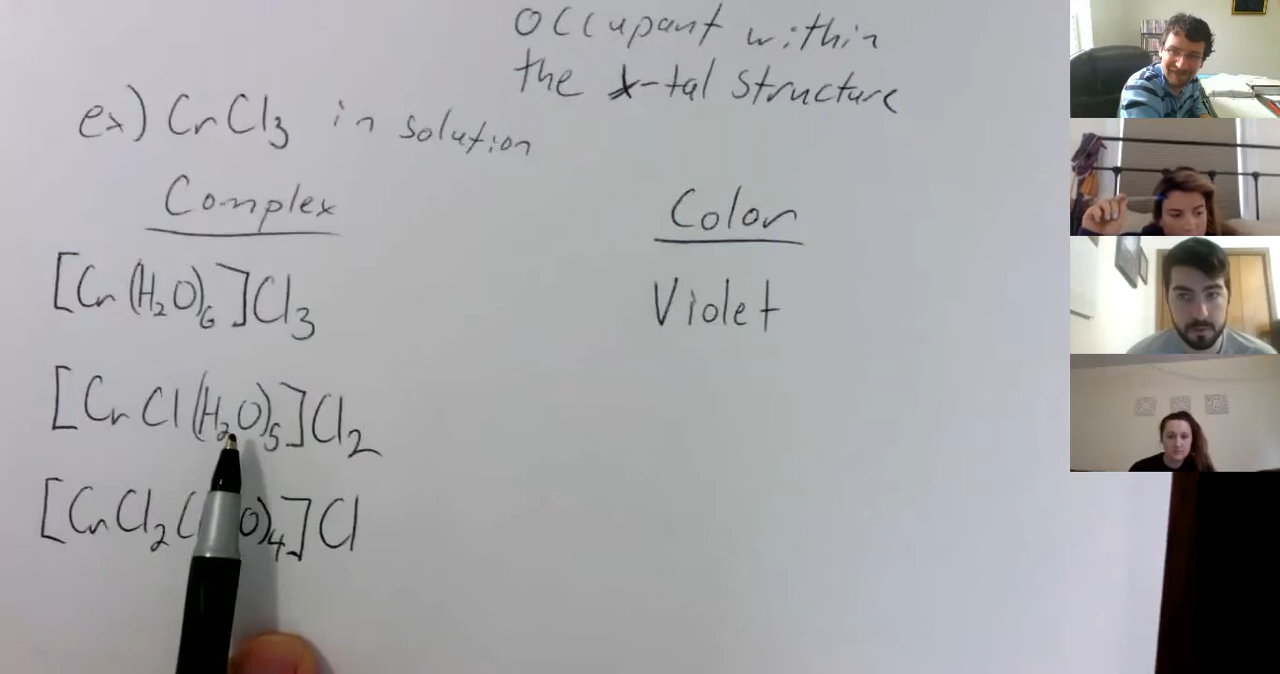 Occupant within
the x-tal structure
ex) CrCl3 in solution
Complex
Color
[Cr(H2O)6]Cl3
Violet
[CrCl(H2O)5]Cl2
[CrCl2( O)4]Cl